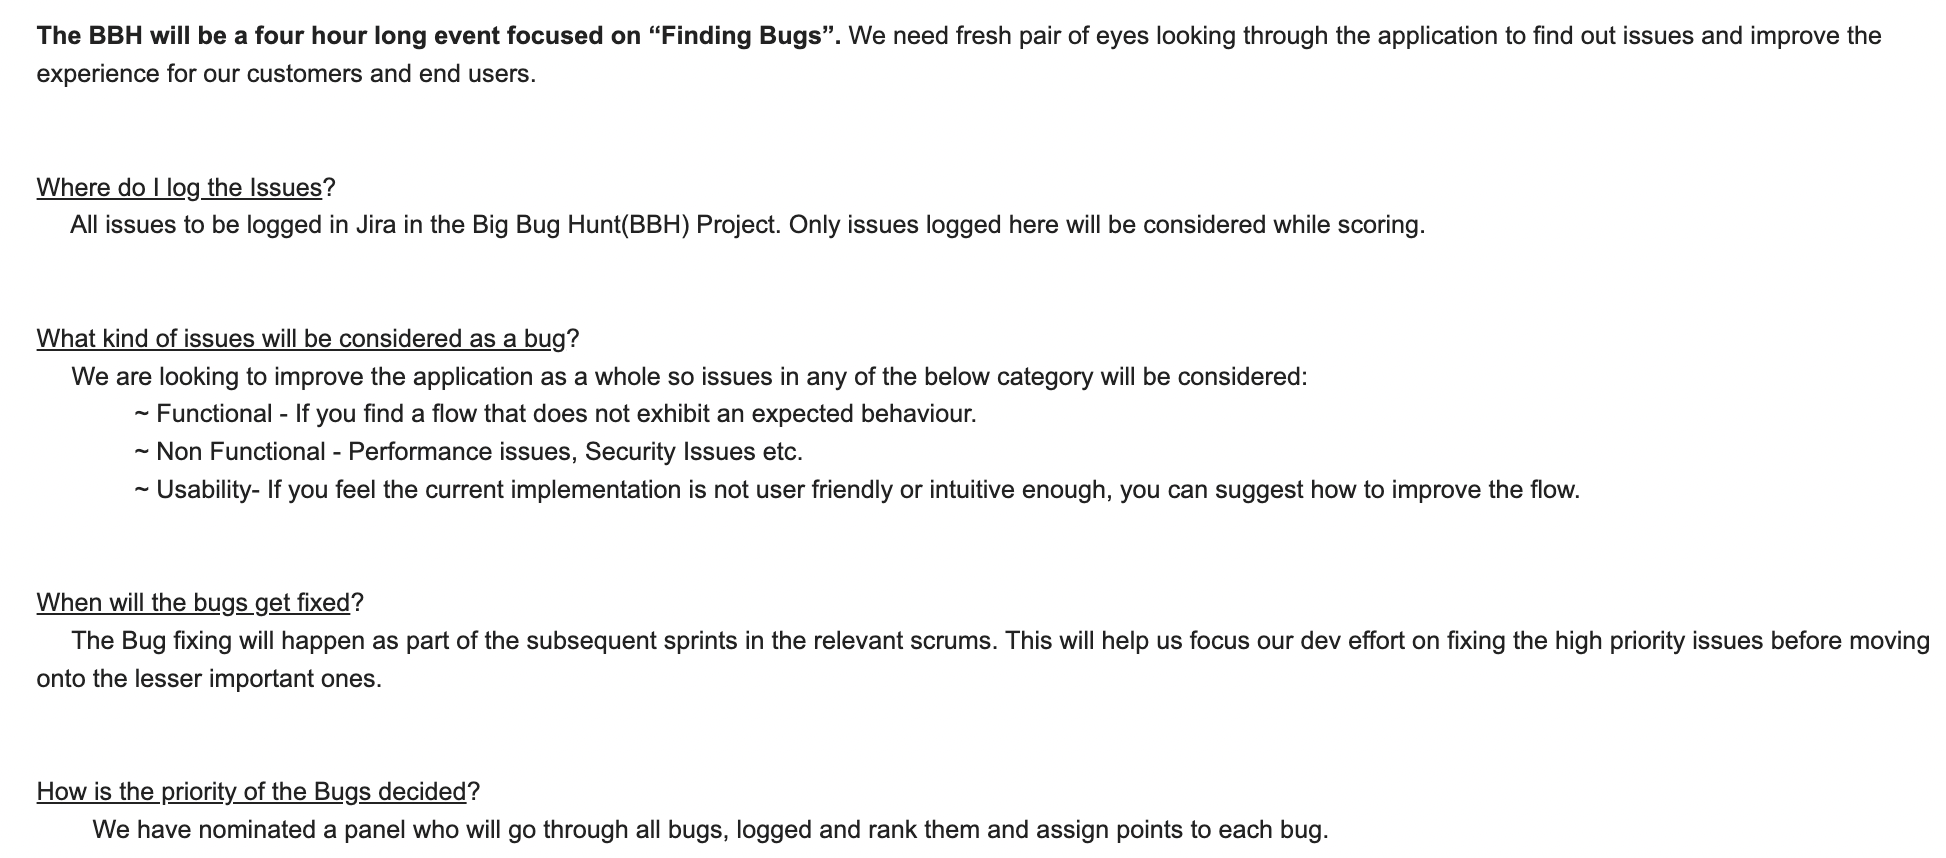 The BBH will be a four hour long event focused on “Finding Bugs”. We need fresh pair of eyes looking through the application to find out issues and improve the
experience for our customers and end users.
Where do I log the Issues?
All issues to be logged in Jira in the Big Bug Hunt(BBH) Project. Only issues logged here will be considered while scoring.
What kind of issues will be considered as a bug?
We are looking to improve the application as a whole so issues in any of the below category will be considered:
~ Functional - If you find a flow that does not exhibit an expected behaviour.
~ Non Functional - Performance issues, Security Issues etc.
~ Usability- If you feel the current implementation is not user friendly or intuitive enough, you can suggest how to improve the flow.
When will the bugs get fixed?
The Bug fixing will happen as part of the subsequent sprints in the relevant scrums. This will help us focus our dev effort on fixing the high priority issues before moving
onto the lesser important ones.
How is the priority of the Bugs decided?
We have nominated a panel who will go through all bugs, logged and rank them and assign points to each bug.